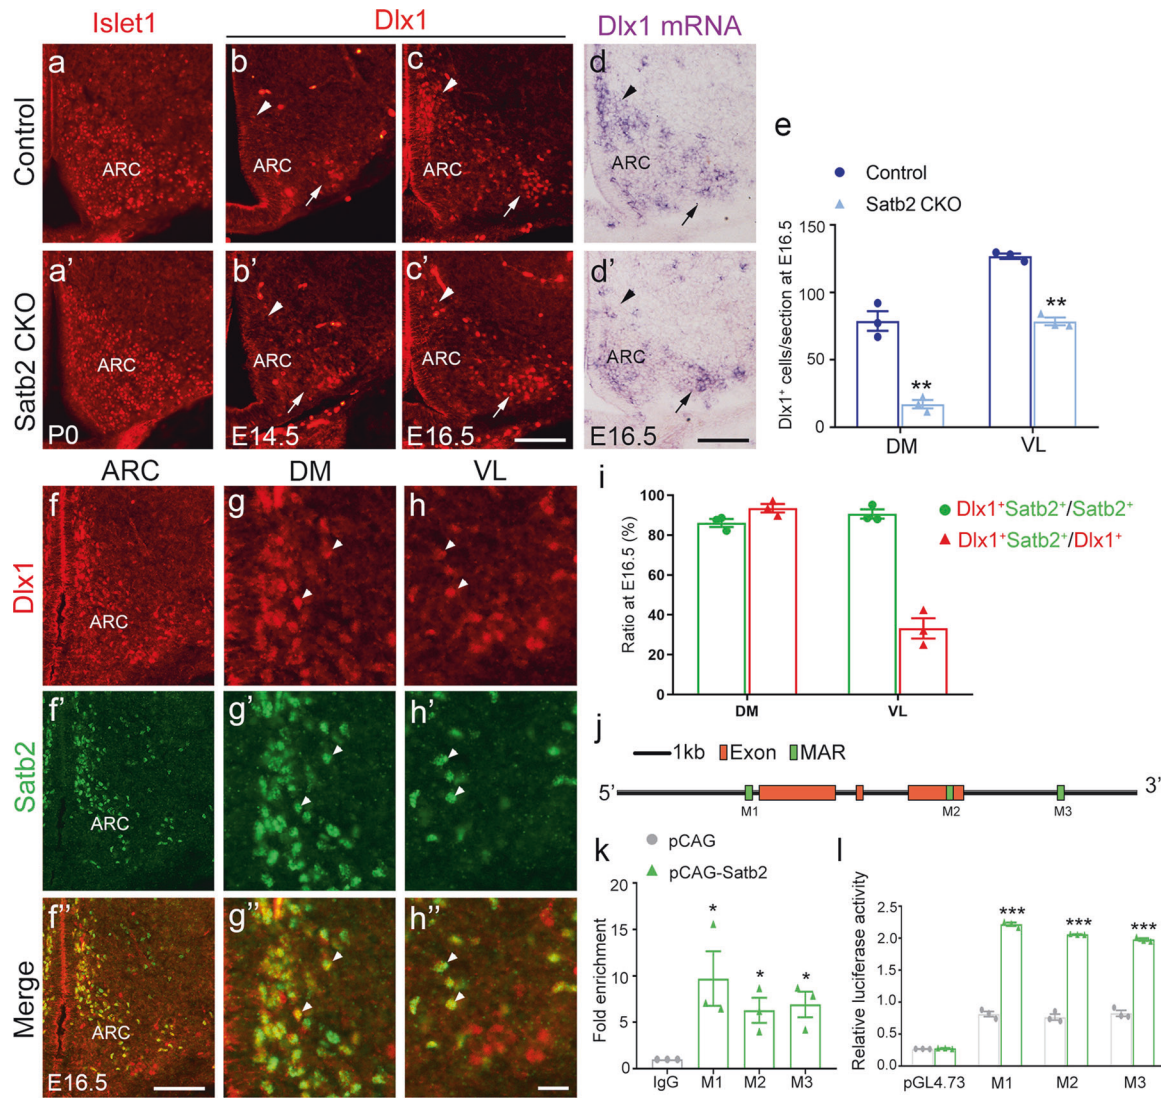 Islet1 Dlx1 Dlx1 mRNA
Control
a b c d
ARC ARC ARC ARC
Satb2 CKO
a' b' c' d'
ARC ARC ARC ARC
P0 E14.5 E16.5 E16.5
e
Control
Satb2 CKO
Dlx1⁺ cells/section at E16.5
150
100
50
0
** **
DM VL
ARC DM VL
Dlx1
f g h
ARC
Satb2
f' g' h'
ARC
Merge
f'' g'' h''
ARC
E16.5
i
Dlx1⁺Satb2⁺/Satb2⁺
Dlx1⁺Satb2⁺/Dlx1⁺
Ratio at E16.5 (%)
100
80
60
40
20
0
DM VL
j
1kb Exon MAR
5' 3'
M1 M2 M3
k
pCAG
pCAG-Satb2
Fold enrichment
20
15
10
5
0
* * *
IgG M1 M2 M3
l
Relative luciferase activity
2.5
2.0
1.5
1.0
0.5
0.0
*** *** ***
pGL4.73 M1 M2 M3